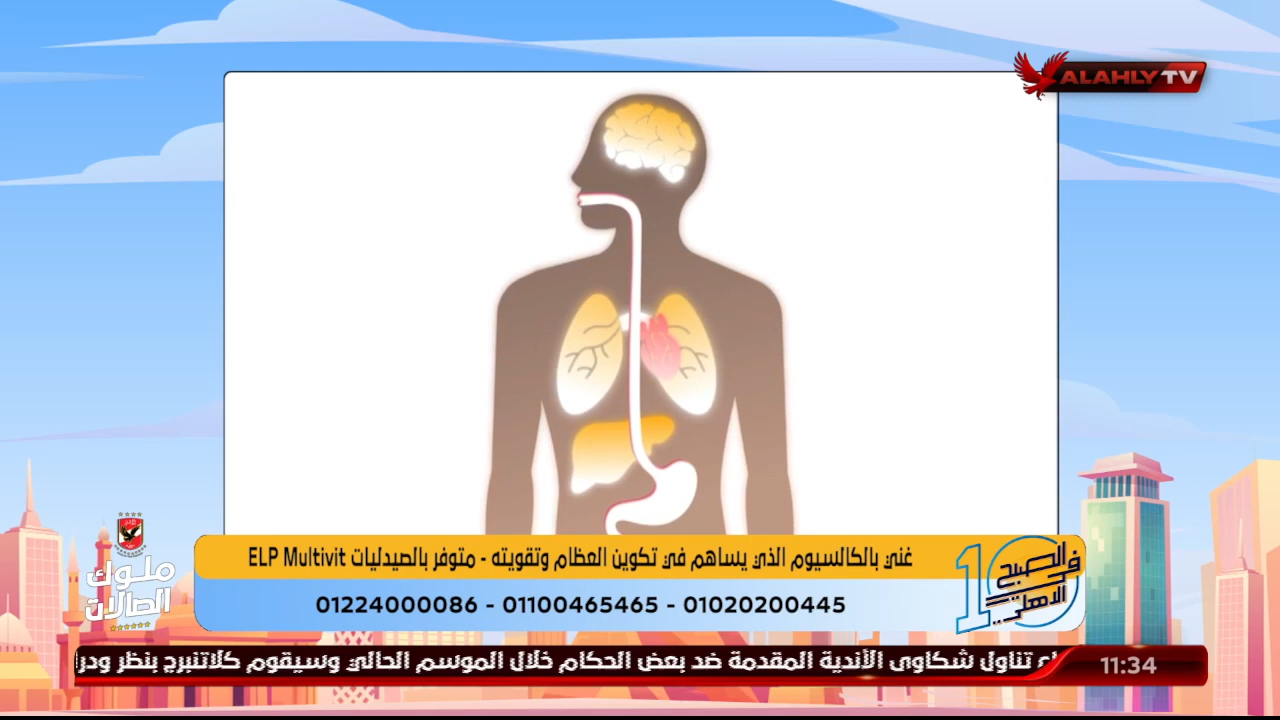 ALAHLY TV
غني بالكالسيوم الذي يساهم في تكوين العظام وتقويته - متوفر بالصيدليات ELP Multivit
01224000086 - 01100465465 - 01020200445
10 الصبح في الأهلي
ملوك
الصالات
تناول شكاوى الأندية المقدمة ضد بعض الحكام خلال الموسم الحالي وسيقوم كلاتنبرج بنظر
11:34